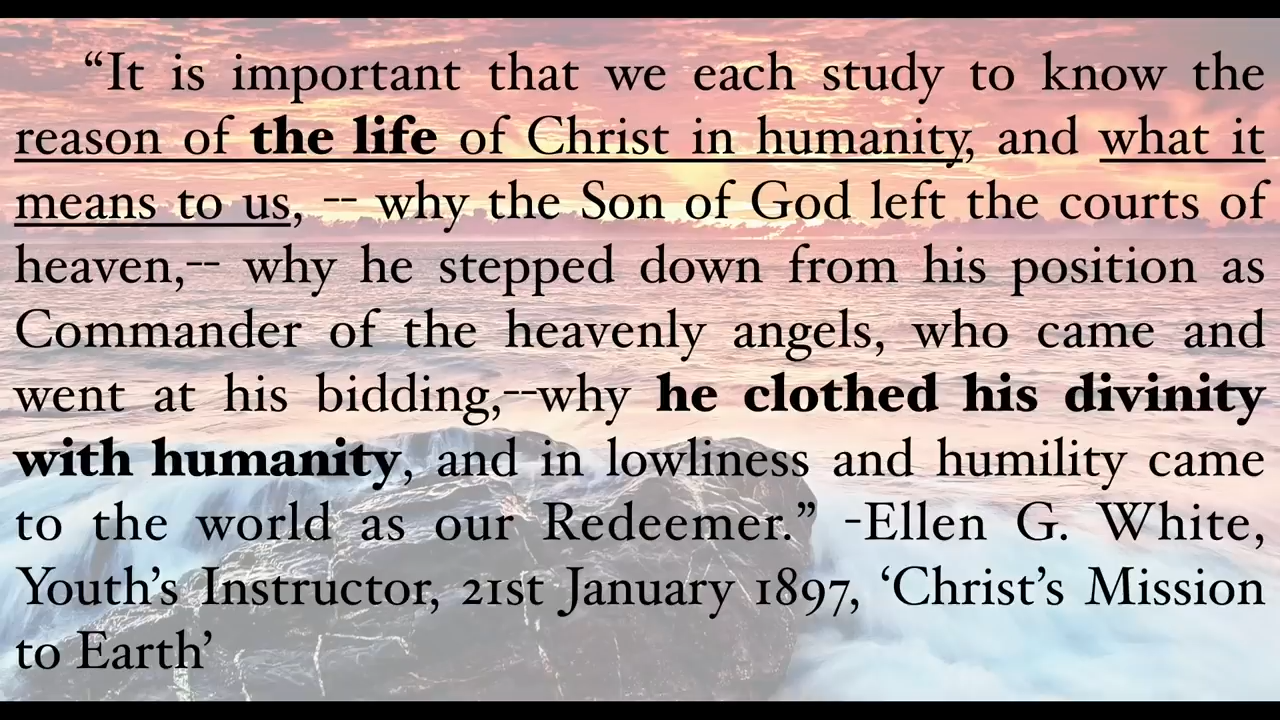 “It is important that we each study to know the
reason of the life of Christ in humanity, and what it
means to us, -- why the Son of God left the courts of
heaven,-- why he stepped down from his position as
Commander of the heavenly angels, who came and
went at his bidding,--why he clothed his divinity
with humanity, and in lowliness and humility came
to the world as our Redeemer.” -Ellen G. White,
Youth’s Instructor, 21st January 1897, ‘Christ’s Mission
to Earth’